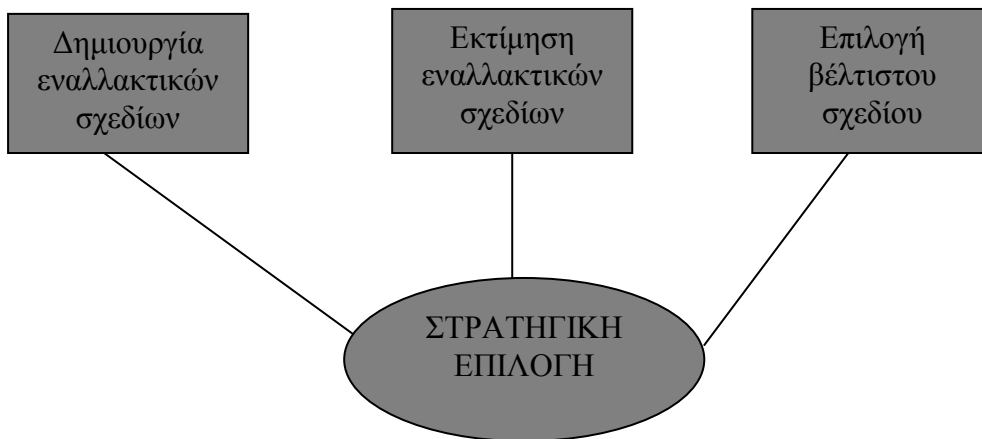 Δημιουργία
εναλλακτικών
σχεδίων
Εκτίμηση
εναλλακτικών
σχεδίων
Επιλογή
βέλτιστου
σχεδίου
ΣΤΡΑΤΗΓΙΚΗ
ΕΠΙΛΟΓΗ